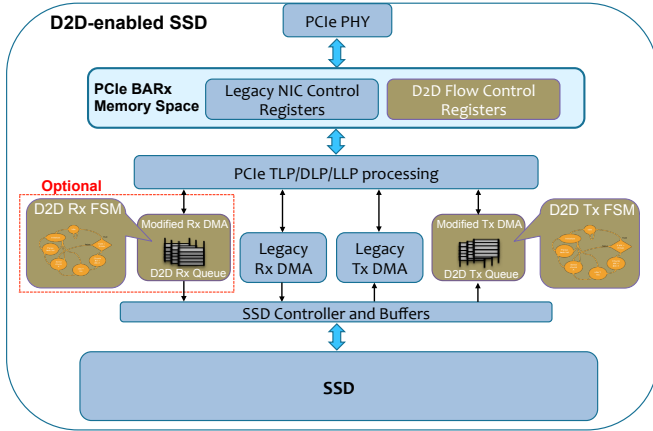 D2D-enabled SSD
PCIe PHY
PCIe BARx
Memory Space
Legacy NIC Control
Registers
D2D Flow Control
Registers
PCIe TLP/DLP/LLP processing
Optional
D2D Rx FSM
Modified Rx DMA
D2D Rx Queue
Legacy
Rx DMA
Legacy
Tx DMA
Modified Tx DMA
D2D Tx Queue
D2D Tx FSM
SSD Controller and Buffers
SSD